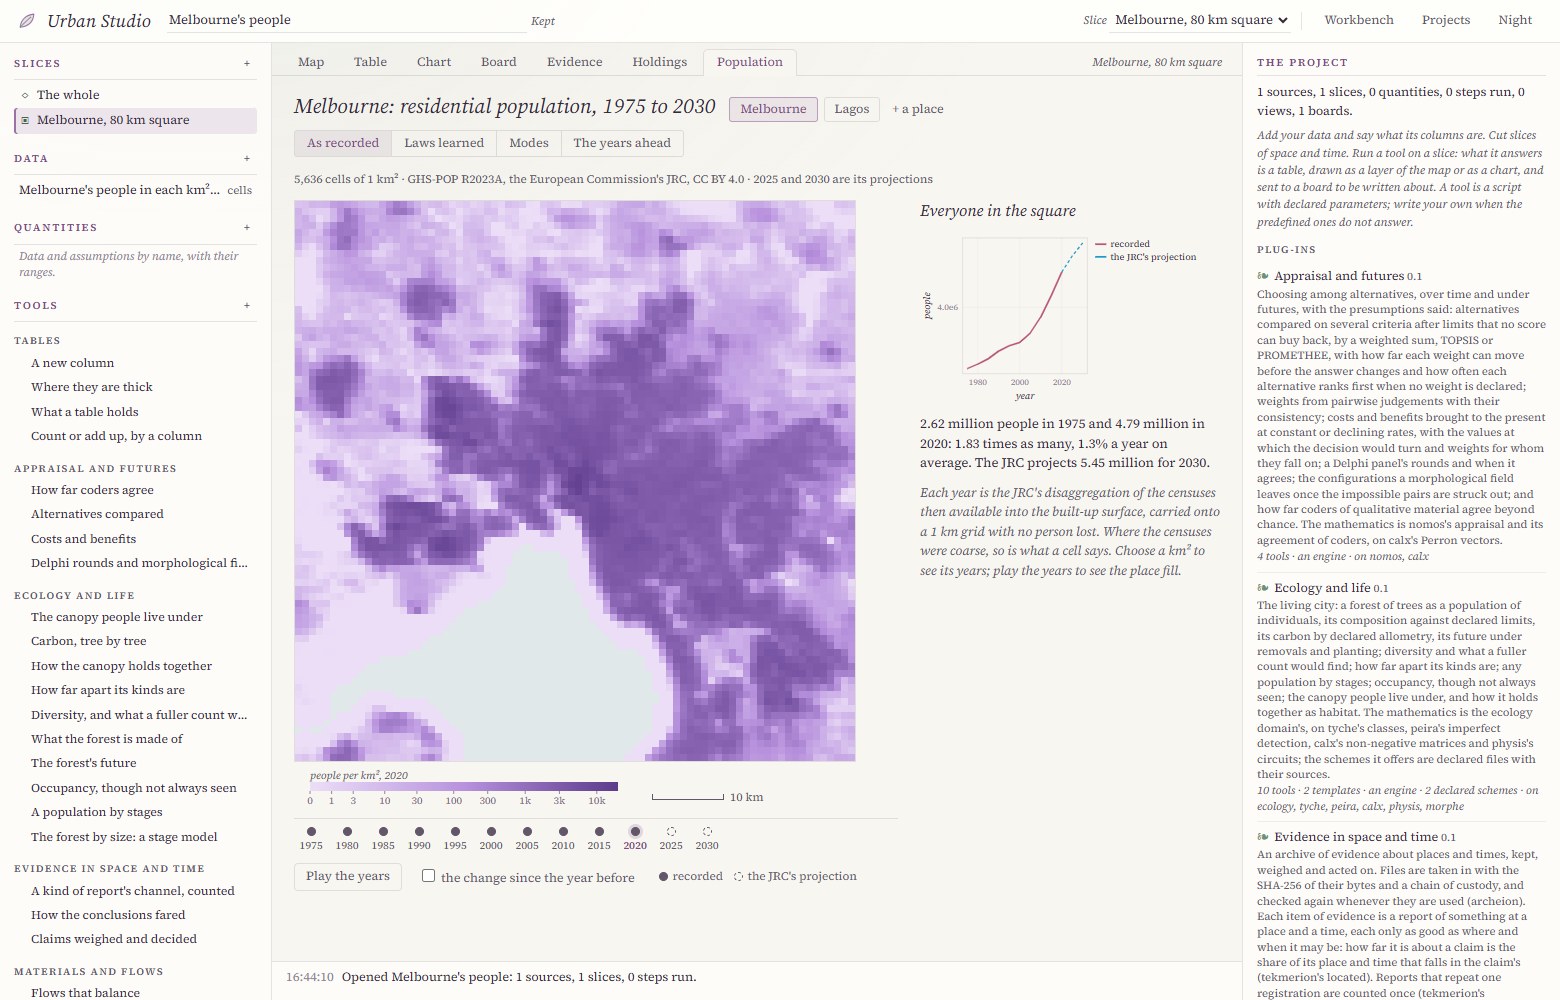 Urban Studio
Melbourne's people
Kept
Slice Melbourne, 80 km square
Workbench
Projects
Night
SLICES +
The whole
Melbourne, 80 km square
DATA +
Melbourne's people in each km²... cells
QUANTITIES +
Data and assumptions by name, with their
ranges.
TOOLS +
TABLES
A new column
Where they are thick
What a table holds
Count or add up, by a column
APPRAISAL AND FUTURES
How far coders agree
Alternatives compared
Costs and benefits
Delphi rounds and morphological fi...
ECOLOGY AND LIFE
The canopy people live under
Carbon, tree by tree
How the canopy holds together
How far apart its kinds are
Diversity, and what a fuller count w...
What the forest is made of
The forest's future
Occupancy, though not always seen
A population by stages
The forest by size: a stage model
EVIDENCE IN SPACE AND TIME
A kind of report's channel, counted
How the conclusions fared
Claims weighed and decided
MATERIALS AND FLOWS
Flows that balance
Map
Table
Chart
Board
Evidence
Holdings
Population
Melbourne, 80 km square
Melbourne: residential population, 1975 to 2030
Melbourne
Lagos
+ a place
As recorded
Laws learned
Modes
The years ahead
5,636 cells of 1 km² · GHS-POP R2023A, the European Commission's JRC, CC BY 4.0 · 2025 and 2030 are its projections
people per km², 2020
0 1 3 10 30 100 300 1k 3k 10k
10 km
1975 1980 1985 1990 1995 2000 2005 2010 2015 2020 2025 2030
Play the years
the change since the year before
recorded
the JRC's projection
Everyone in the square
recorded
the JRC's projection
people
4.0e6
1980 2000 2020
year
2.62 million people in 1975 and 4.79 million in
2020: 1.83 times as many, 1.3% a year on
average. The JRC projects 5.45 million for 2030.
Each year is the JRC's disaggregation of the censuses
then available into the built-up surface, carried onto
a 1 km grid with no person lost. Where the censuses
were coarse, so is what a cell says. Choose a km² to
see its years; play the years to see the place fill.
16:44:10 Opened Melbourne's people: 1 sources, 1 slices, 0 steps run.
THE PROJECT
1 sources, 1 slices, 0 quantities, 0 steps run, 0
views, 1 boards.
Add your data and say what its columns are. Cut slices
of space and time. Run a tool on a slice: what it answers
is a table, drawn as a layer of the map or as a chart, and
sent to a board to be written about. A tool is a script
with declared parameters; write your own when the
predefined ones do not answer.
PLUG-INS
Appraisal and futures 0.1
Choosing among alternatives, over time and under
futures, with the presumptions said: alternatives
compared on several criteria after limits that no score
can buy back, by a weighted sum, TOPSIS or
PROMETHEE, with how far each weight can move
before the answer changes and how often each
alternative ranks first when no weight is declared;
weights from pairwise judgements with their
consistency; costs and benefits brought to the present
at constant or declining rates, with the values at
which the decision would turn and weights for whom
they fall on; a Delphi panel's rounds and when it
agrees; the configurations a morphological field
leaves once the impossible pairs are struck out; and
how far coders of qualitative material agree beyond
chance. The mathematics is nomos's appraisal and its
agreement of coders, on calx's Perron vectors.
4 tools · an engine · on nomos, calx
Ecology and life 0.1
The living city: a forest of trees as a population of
individuals, its composition against declared limits,
its carbon by declared allometry, its future under
removals and planting; diversity and what a fuller
count would find; how far apart its kinds are; any
population by stages; occupancy, though not always
seen; the canopy people live under, and how it holds
together as habitat. The mathematics is the ecology
domain's, on tyche's classes, peira's imperfect
detection, calx's non-negative matrices and physis's
circuits; the schemes it offers are declared files with
their sources.
10 tools · 2 templates · an engine · 2 declared schemes · on
ecology, tyche, peira, calx, physis, morphe
Evidence in space and time 0.1
An archive of evidence about places and times, kept,
weighed and acted on. Files are taken in with the
SHA-256 of their bytes and a chain of custody, and
checked again whenever they are used (archeion).
Each item of evidence is a report of something at a
place and a time, each only as good as where and
when it may be: how far it is about a claim is the
share of its place and time that falls in the claim's
(tekmerion's located). Reports that repeat one
registration are counted once (tekmerion's